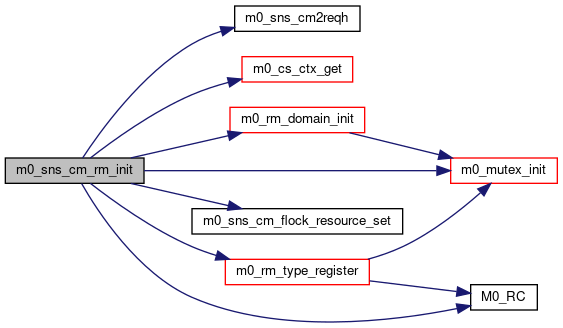 m0_sns_cm2reqh
m0_cs_ctx_get
m0_rm_domain_init
m0_sns_cm_rm_init
m0_mutex_init
m0_sns_cm_flock_resource_set
m0_rm_type_register
M0_RC